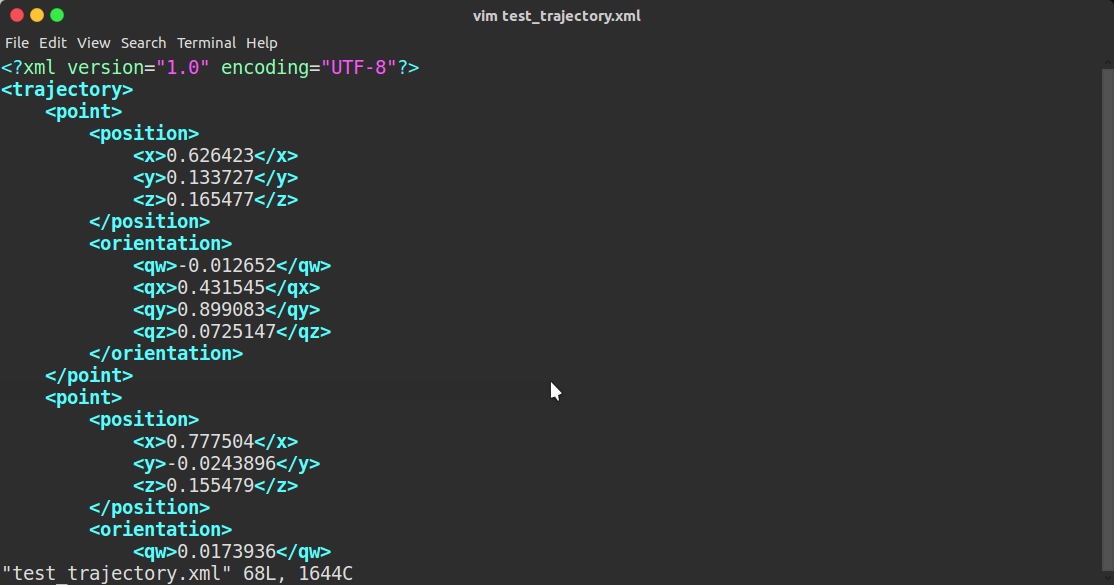 vim test_trajectory.xml
File Edit View Search Terminal Help
<?xml version="1.0" encoding="UTF-8"?>
<trajectory>
    <point>
        <position>
            <x>0.626423</x>
            <y>0.133727</y>
            <z>0.165477</z>
        </position>
        <orientation>
            <qw>-0.012652</qw>
            <qx>0.431545</qx>
            <qy>0.899083</qy>
            <qz>0.0725147</qz>
        </orientation>
    </point>
    <point>
        <position>
            <x>0.777504</x>
            <y>-0.0243896</y>
            <z>0.155479</z>
        </position>
        <orientation>
            <qw>0.0173936</qw>
"test_trajectory.xml" 68L, 1644C